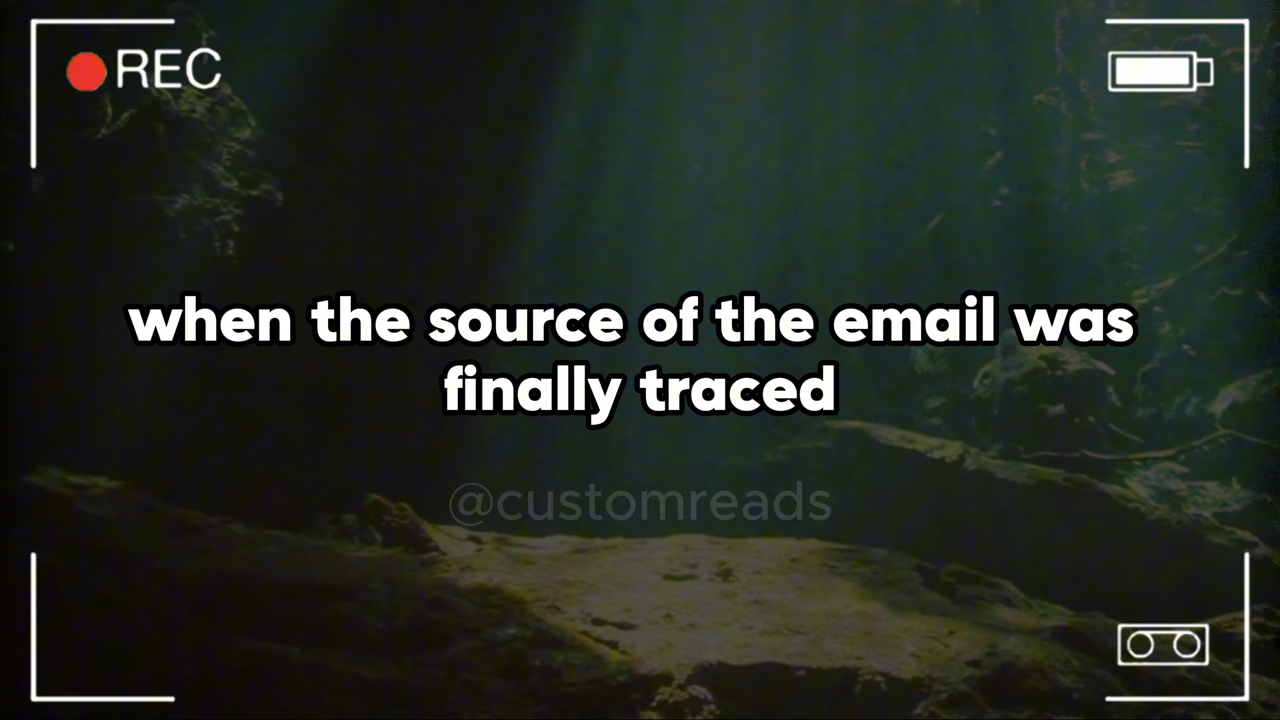 REC
when the source of the email was
finally traced
@customreads